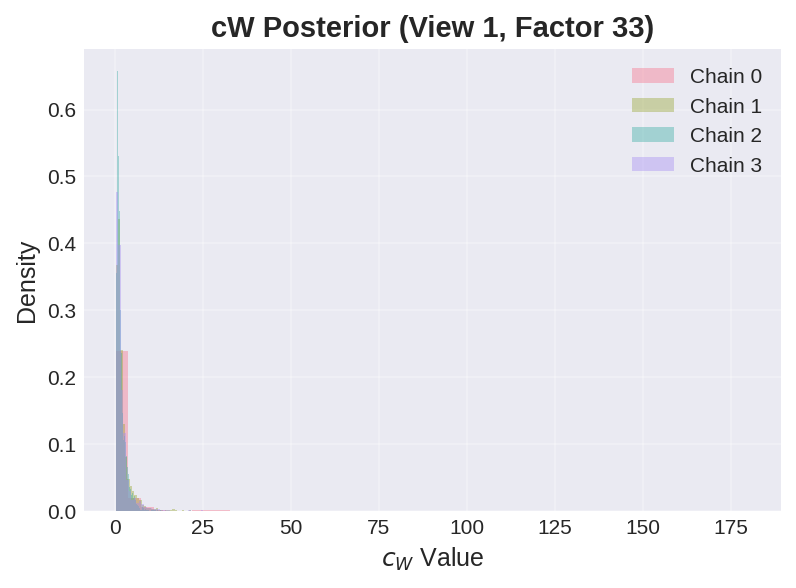 cW Posterior (View 1, Factor 33)
Chain 0
Chain 1
Chain 2
Chain 3
Density
0.6
0.5
0.4
0.3
0.2
0.1
0.0
0 25 50 75 100 125 150 175
c_W Value